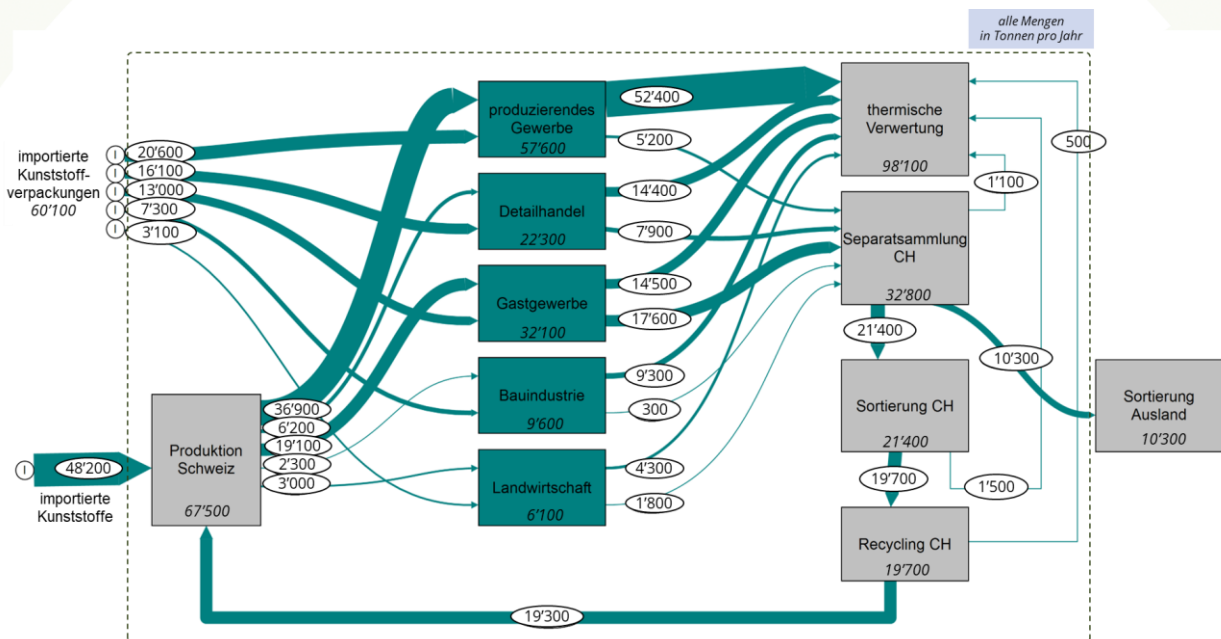 alle Mengen
in Tonnen pro Jahr
importierte
Kunststoff-
verpackungen
60'100
I
20'600
I
16'100
I
13'000
I
7'300
I
3'100
I
48'200
importierte
Kunststoffe
Produktion
Schweiz
67'500
36'900
6'200
19'100
2'300
3'000
produzierendes
Gewerbe
57'600
Detailhandel
22'300
Gastgewerbe
32'100
Bauindustrie
9'600
Landwirtschaft
6'100
52'400
5'200
14'400
7'900
14'500
17'600
9'300
300
4'300
1'800
thermische
Verwertung
98'100
Separatsammlung
CH
32'800
21'400
10'300
Sortierung CH
21'400
19'700
Recycling CH
19'700
500
1'100
1'500
Sortierung
Ausland
10'300
19'300